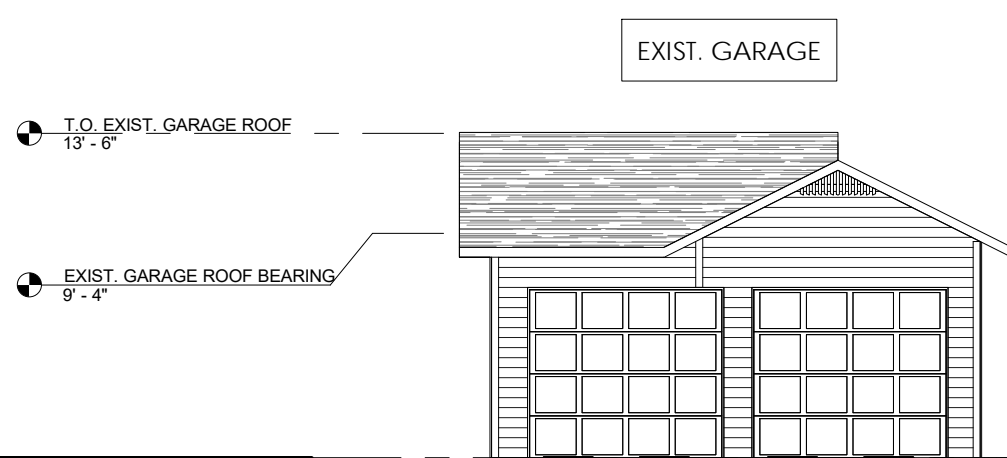 EXIST. GARAGE
T.O. EXIST. GARAGE ROOF
13' - 6"
EXIST. GARAGE ROOF BEARING
9' - 4"